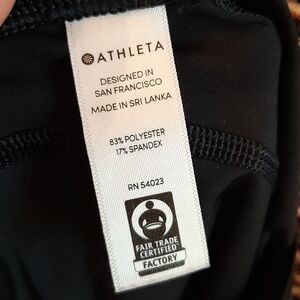 ATHLETA
DESIGNED IN
SAN FRANCISCO
MADE IN SRI LANKA
83% POLYESTER
17% SPANDEX
RN 54023
FAIR TRADE
CERTIFIED
FACTORY